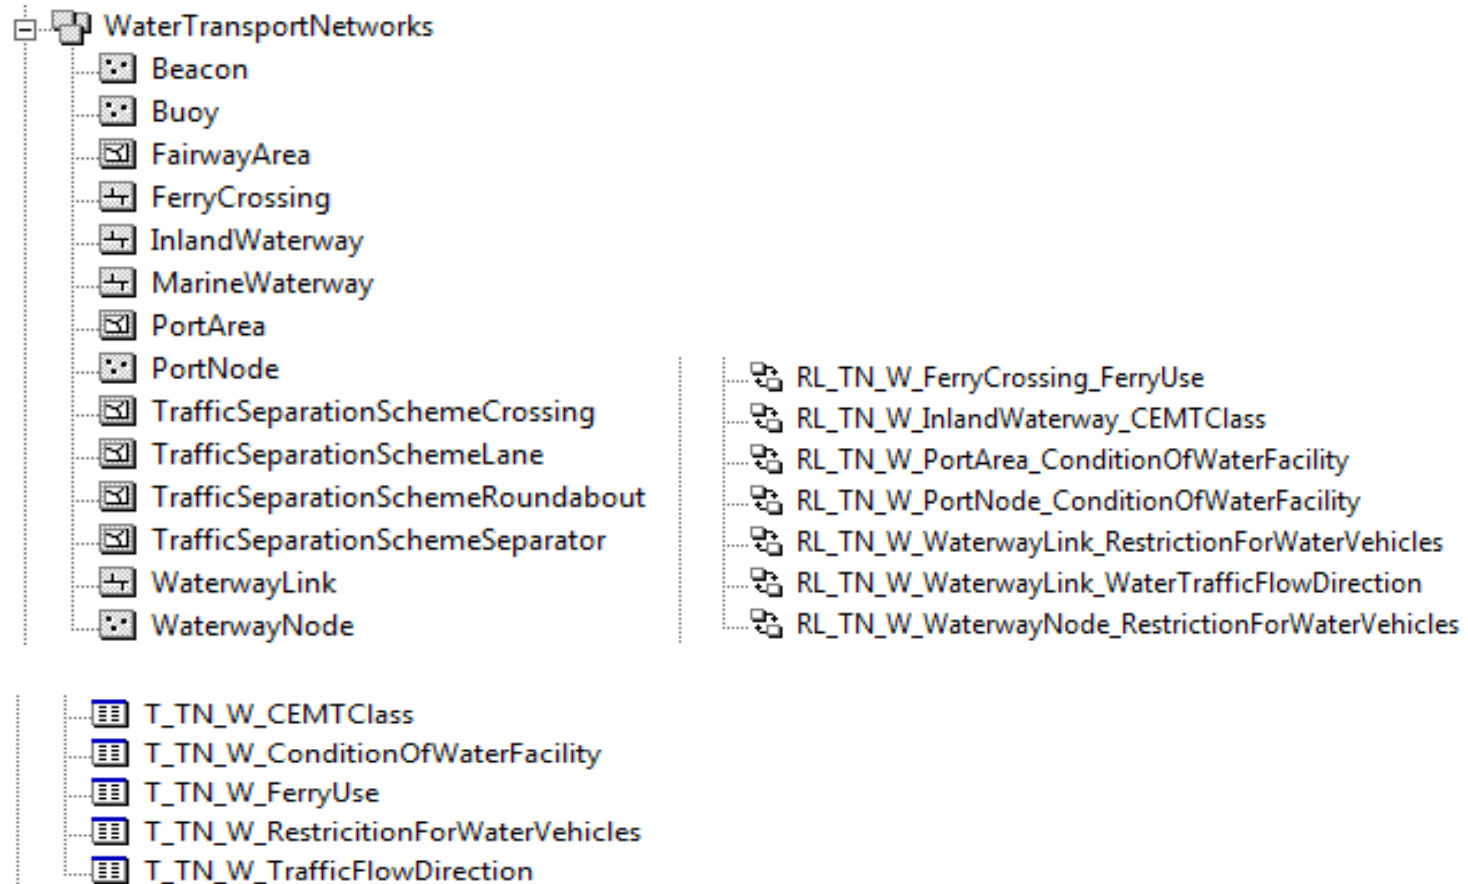 WaterTransportNetworks
Beacon
Buoy
FairwayArea
FerryCrossing
InlandWaterway
MarineWaterway
PortArea
PortNode
TrafficSeparationSchemeCrossing
TrafficSeparationSchemeLane
TrafficSeparationSchemeRoundabout
TrafficSeparationSchemeSeparator
WaterwayLink
WaterwayNode
RL_TN_W_FerryCrossing_FerryUse
RL_TN_W_InlandWaterway_CEMTClass
RL_TN_W_PortArea_ConditionOfWaterFacility
RL_TN_W_PortNode_ConditionOfWaterFacility
RL_TN_W_WaterwayLink_RestrictionForWaterVehicles
RL_TN_W_WaterwayLink_WaterTrafficFlowDirection
RL_TN_W_WaterwayNode_RestrictionForWaterVehicles
T_TN_W_CEMTClass
T_TN_W_ConditionOfWaterFacility
T_TN_W_FerryUse
T_TN_W_RestricitionForWaterVehicles
T_TN_W_TrafficFlowDirection